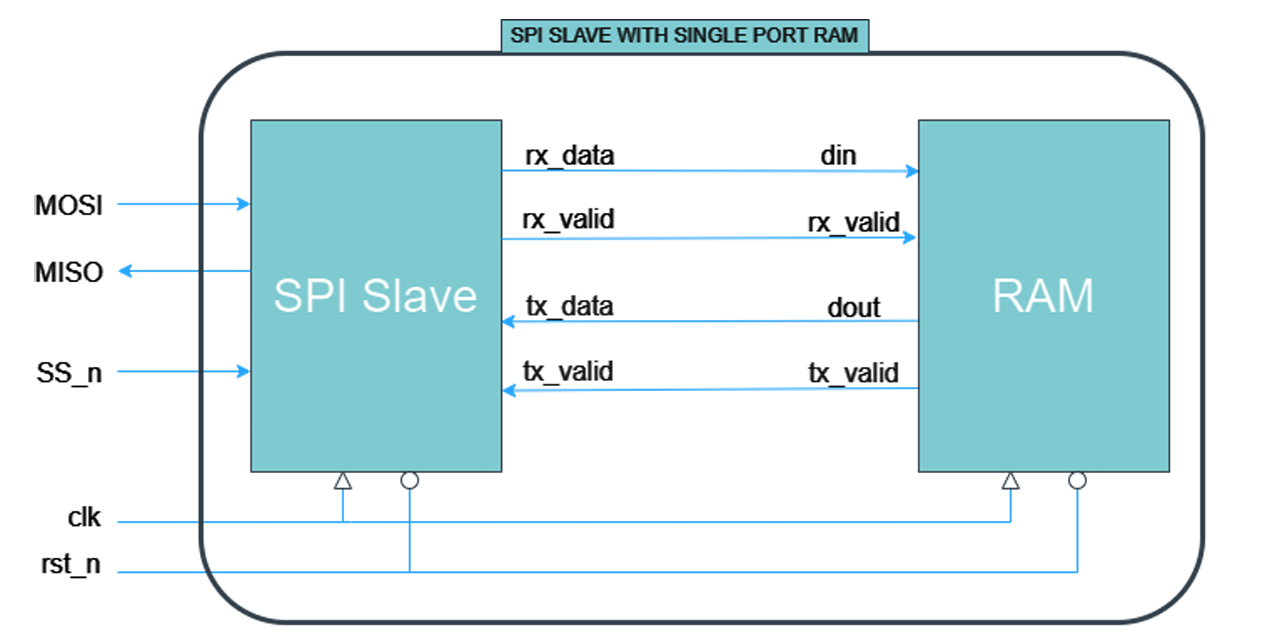 SPI SLAVE WITH SINGLE PORT RAM
rx_data
din
MOSI
rx_valid
rx_valid
MISO
SPI Slave
RAM
tx_data
dout
SS_n
tx_valid
tx_valid
clk
rst_n